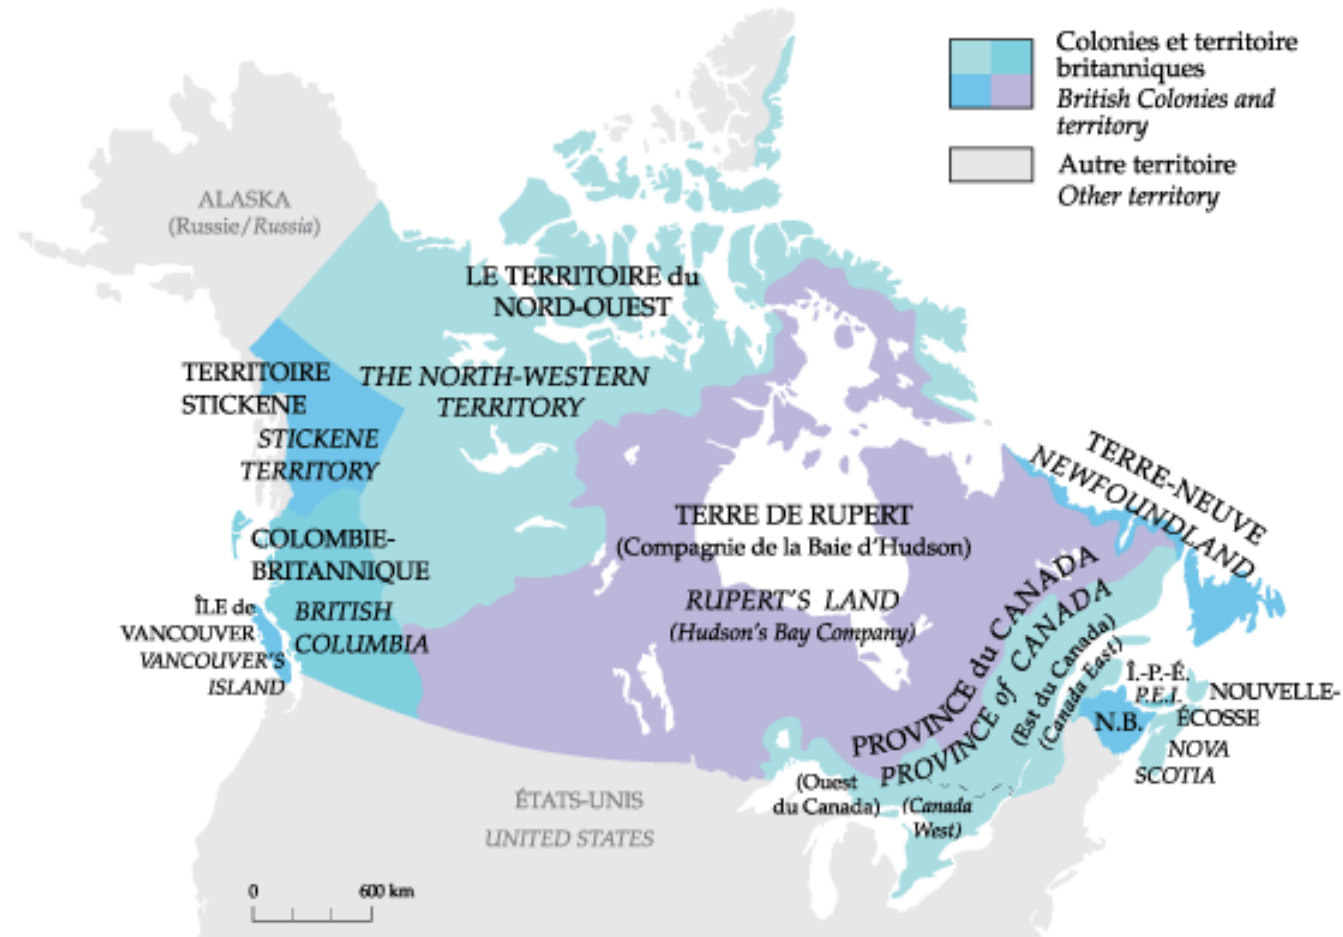 Colonies et territoire
britanniques
British Colonies and
territory
Autre territoire
Other territory
ALASKA
(Russie/Russia)
LE TERRITOIRE du
NORD-OUEST
THE NORTH-WESTERN
TERRITORY
TERRITOIRE
STICKENE
STICKENE
TERRITORY
COLOMBIE-
BRITANNIQUE
BRITISH
COLUMBIA
ÎLE de
VANCOUVER
VANCOUVER'S
ISLAND
TERRE DE RUPERT
(Compagnie de la Baie d'Hudson)
RUPERT'S LAND
(Hudson's Bay Company)
TERRE-NEUVE
NEWFOUNDLAND
PROVINCE du CANADA
PROVINCE of CANADA
(Est du Canada)
(Canada East)
Î.-P.-É.
P.E.I.
N.B.
NOUVELLE-
ÉCOSSE
NOVA
SCOTIA
(Ouest
du Canada)
(Canada
West)
ÉTATS-UNIS
UNITED STATES
0 600 km